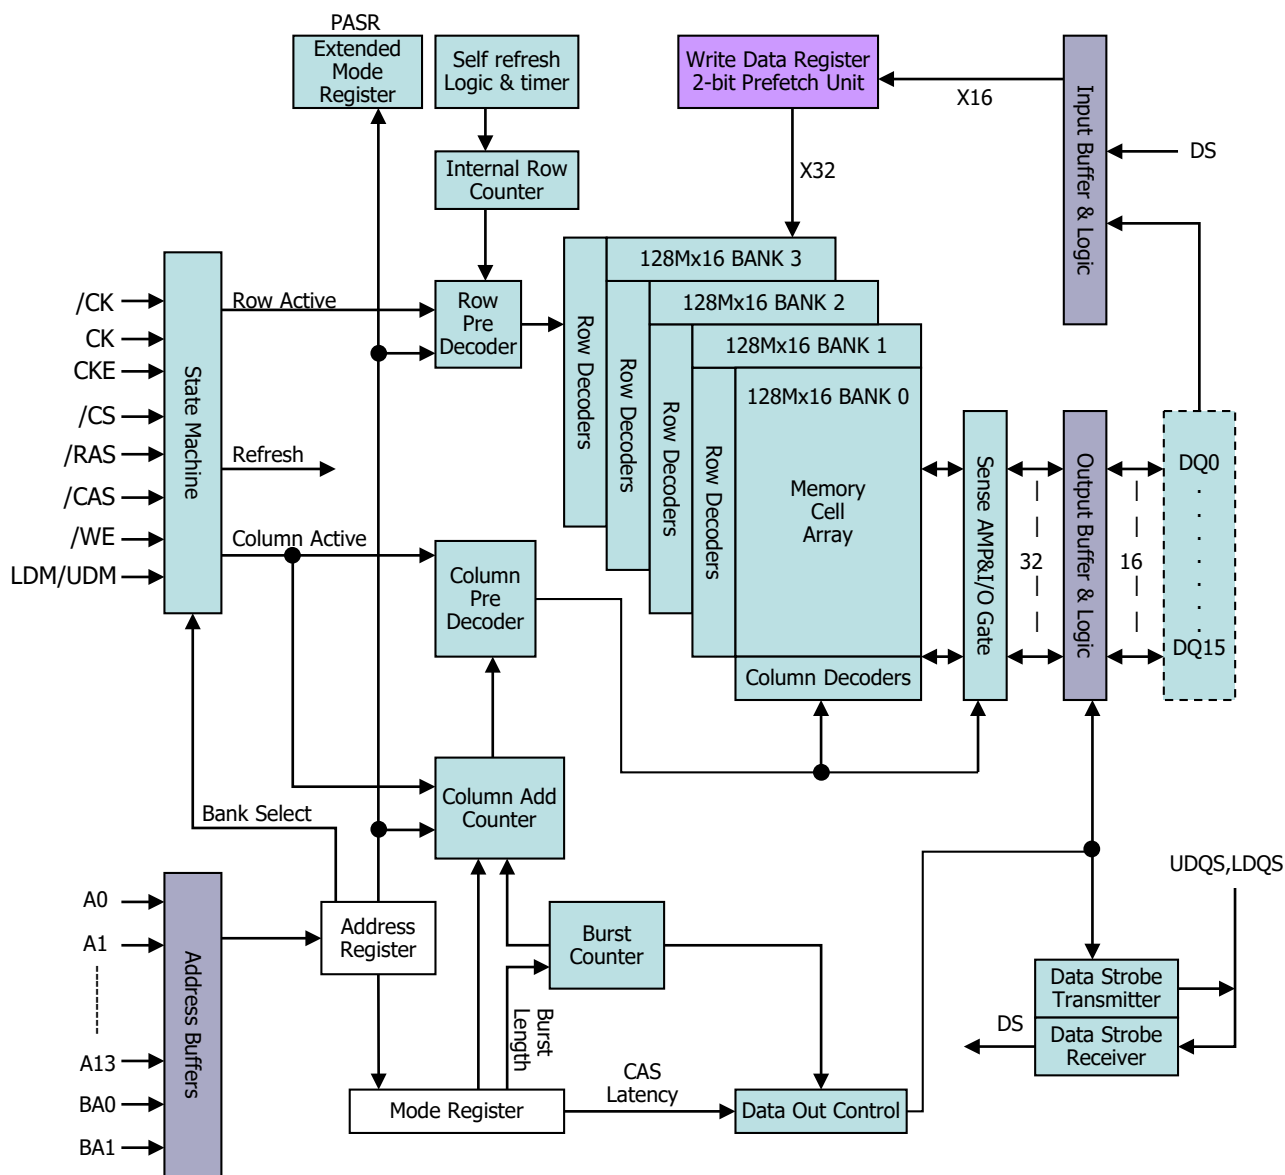 PASR
Extended
Mode
Register
Self refresh
Logic & timer
Write Data Register
2-bit Prefetch Unit
X16
Input Buffer & Logic
DS
Internal Row
Counter
X32
128Mx16 BANK 3
128Mx16 BANK 2
128Mx16 BANK 1
128Mx16 BANK 0
Row Decoders
Row Decoders
Row Decoders
Row Decoders
Row
Pre
Decoder
/CK
CK
CKE
/CS
/RAS
/CAS
/WE
LDM/UDM
State Machine
Row Active
Refresh
Column Active
Memory
Cell
Array
Sense AMP&I/O Gate
32
Output Buffer & Logic
16
DQ0
.
.
.
.
.
.
.
DQ15
Column
Pre
Decoder
Column Decoders
Column Add
Counter
Bank Select
A0
A1
A13
BA0
BA1
Address Buffers
Address
Register
Burst
Counter
Burst
Length
UDQS,LDQS
Data Strobe
Transmitter
DS
Data Strobe
Receiver
CAS
Latency
Mode Register
Data Out Control